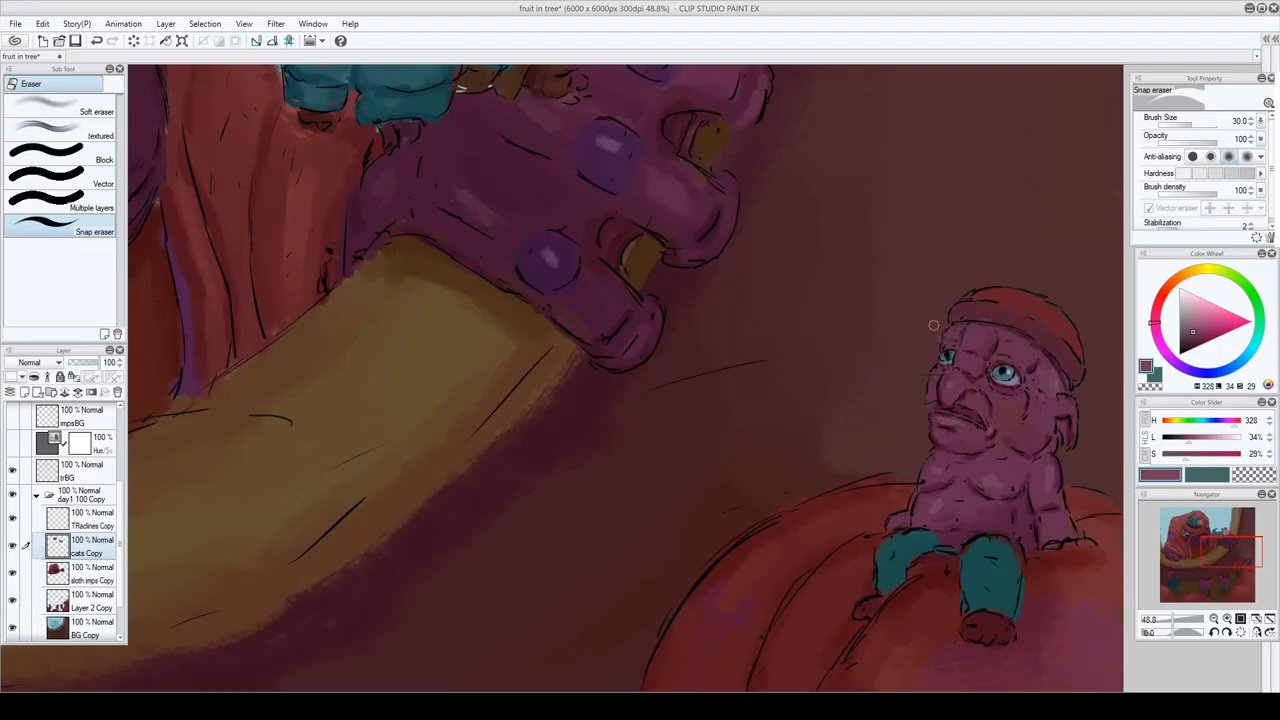 fruit in tree* (6000 x 6000px 300dpi 48.8%) - CLIP STUDIO PAINT EX
File Edit Story(P) Animation Layer Selection View Filter Window Help
fruit in tree*
Sub Tool
Eraser
Soft eraser
textured
Block
Vector
Multiple layers
Snap eraser
Layer
Normal 100
100 % Normal
impsBG
100 %
Hue/S
100 % Normal
trBG
100 % Normal
day1 100 Copy
100 % Normal
TRaclines Copy
100 % Normal
cats Copy
100 % Normal
sloth imps Copy
100 % Normal
Layer 2 Copy
100 % Normal
BG Copy
Tool Property
Snap eraser
Brush Size 30.0
Opacity 100
Anti-aliasing
Hardness
Brush density 100
Vector eraser
Stabilization 2
Color Wheel
328 34 29
Color Slider
H 328
L 34%
S 29%
Navigator
48.8
0.0